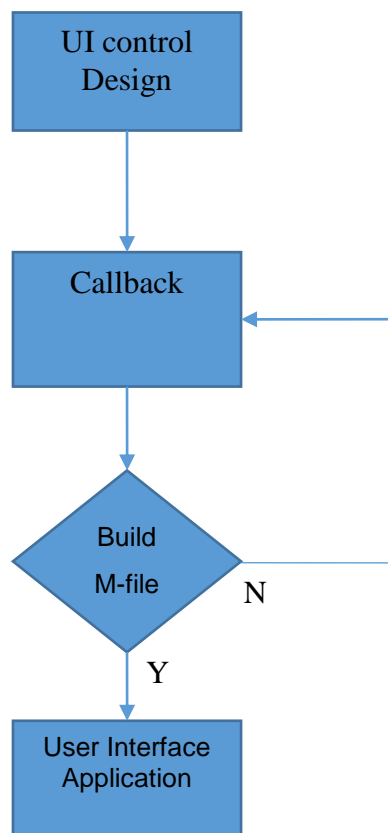 UI control
Design
Callback
Build
M-file
N
Y
User Interface
Application